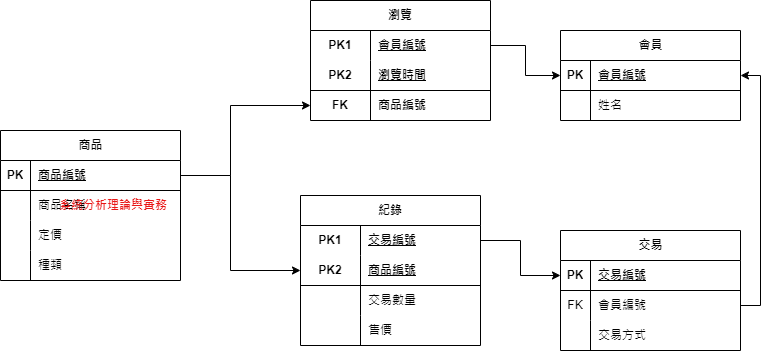 瀏覽
PK1 會員編號
PK2 瀏覽時間
FK 商品編號
會員
PK 會員編號
姓名
商品
PK 商品編號
商品
分析理論與實務
定價
種類
紀錄
PK1 交易編號
PK2 商品編號
交易數量
售價
交易
PK 交易編號
FK 會員編號
交易方式